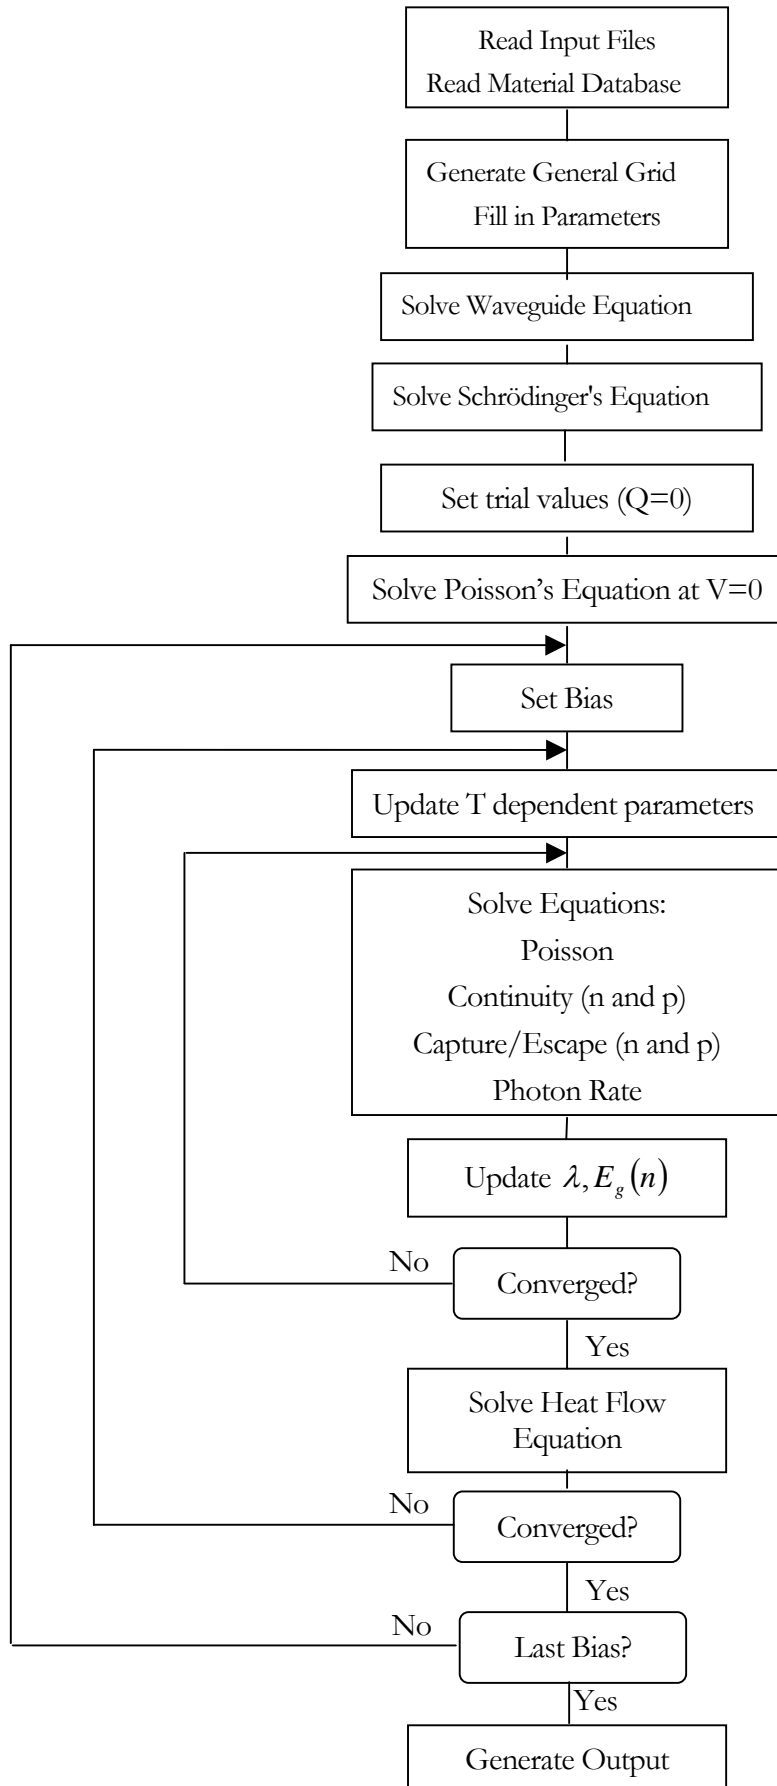 Read Input Files
Read Material Database
Generate General Grid
Fill in Parameters
Solve Waveguide Equation
Solve Schrödinger's Equation
Set trial values (Q=0)
Solve Poisson’s Equation at V=0
Set Bias
Update T dependent parameters
Solve Equations:
Poisson
Continuity (n and p)
Capture/Escape (n and p)
Photon Rate
Update λ, E_g(n)
No
Converged?
Yes
Solve Heat Flow
Equation
No
Converged?
Yes
No
Last Bias?
Yes
Generate Output